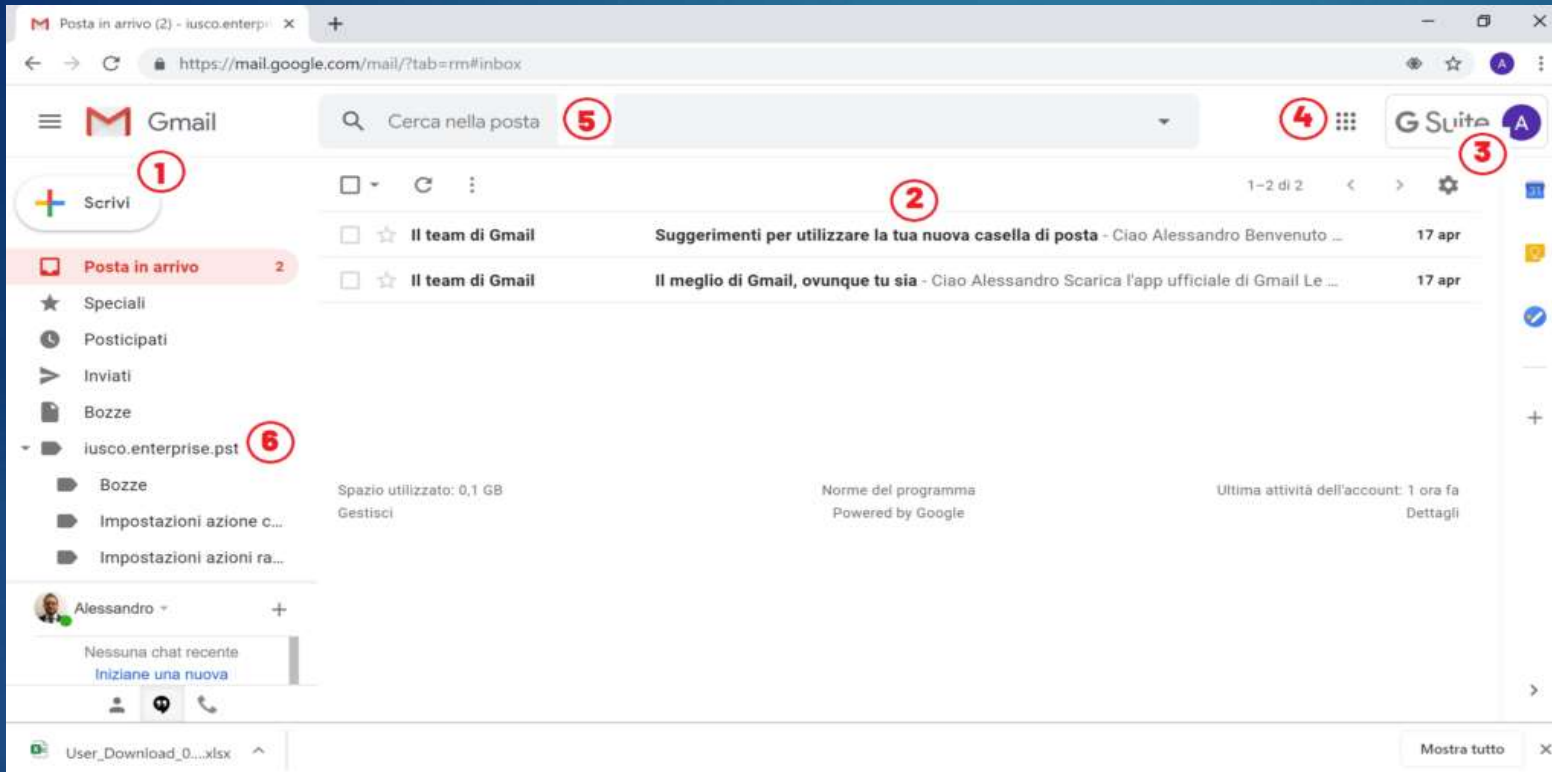 Posta in arrivo (2) - iusco.enterpri
https://mail.google.com/mail/?tab=rm#inbox
A
Gmail
Cerca nella posta
5
4
G Suite
A
1
3
Scrivi
2
1–2 di 2
31
Il team di Gmail Suggerimenti per utilizzare la tua nuova casella di posta - Ciao Alessandro Benvenuto ... 17 apr
Posta in arrivo 2
Il team di Gmail Il meglio di Gmail, ovunque tu sia - Ciao Alessandro Scarica l'app ufficiale di Gmail Le ... 17 apr
Speciali
Posticipati
Inviati
Bozze
iusco.enterprise.pst
6
Bozze
Impostazioni azione c...
Impostazioni azioni ra...
Spazio utilizzato: 0,1 GB
Gestisci
Norme del programma
Powered by Google
Ultima attività dell'account: 1 ora fa
Dettagli
Alessandro
Nessuna chat recente
Iniziane una nuova
User_Download_0....xlsx
Mostra tutto